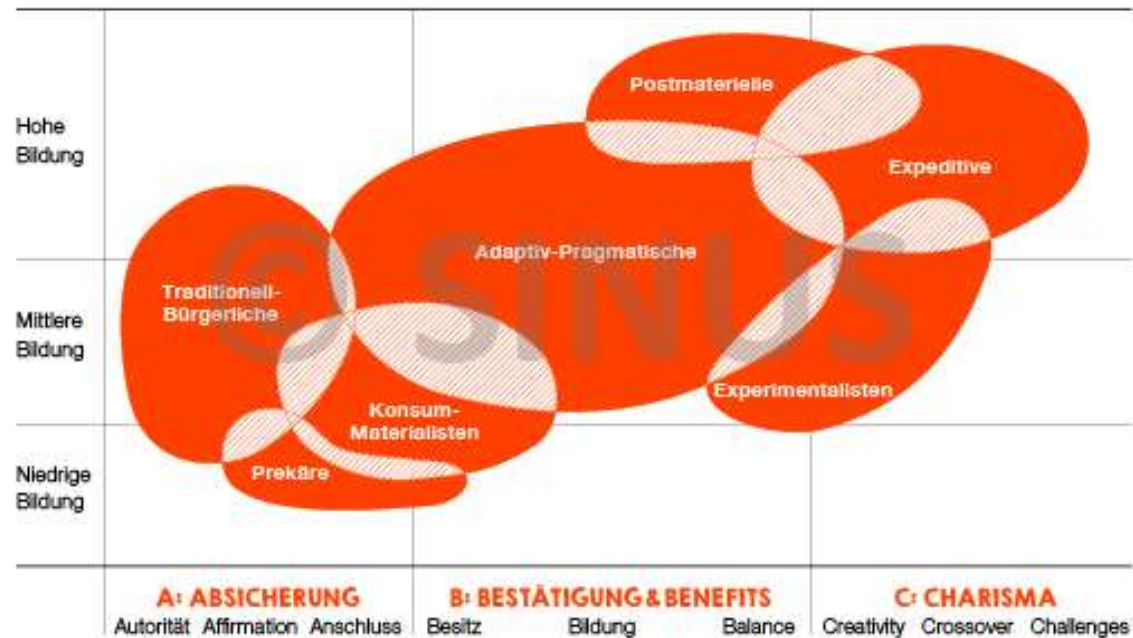 Postmaterielle
Hohe
Bildung
Expeditive
Adaptiv-Pragmatische
Traditionell-
Bürgerliche
© SINUS
Mittlere
Bildung
Experimentalisten
Konsum-
Materialisten
Prekäre
Niedrige
Bildung
A: ABSICHERUNG
B: BESTÄTIGUNG & BENEFITS
C: CHARISMA
Autorität Affirmation Anschluss
Besitz Bildung Balance
Creativity Crossover Challenges